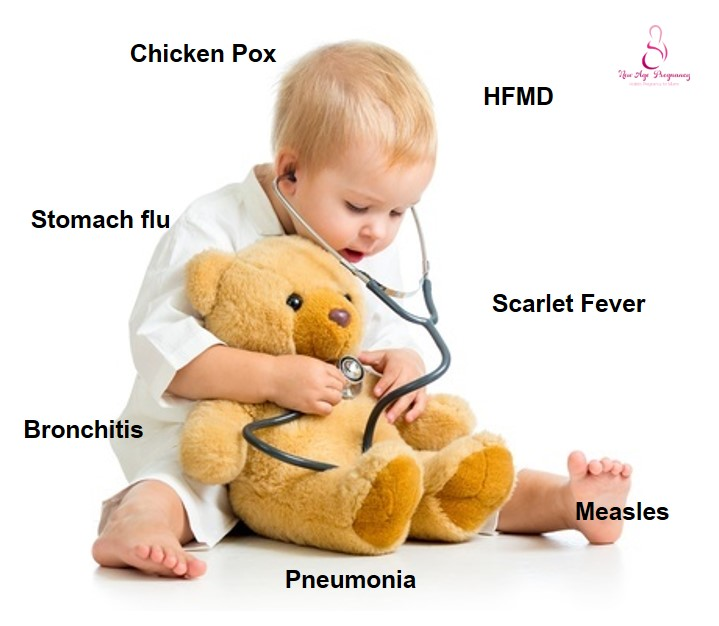 Chicken Pox
New Age Pregnancy
HFMD
Stomach flu
Scarlet Fever
Bronchitis
Measles
Pneumonia